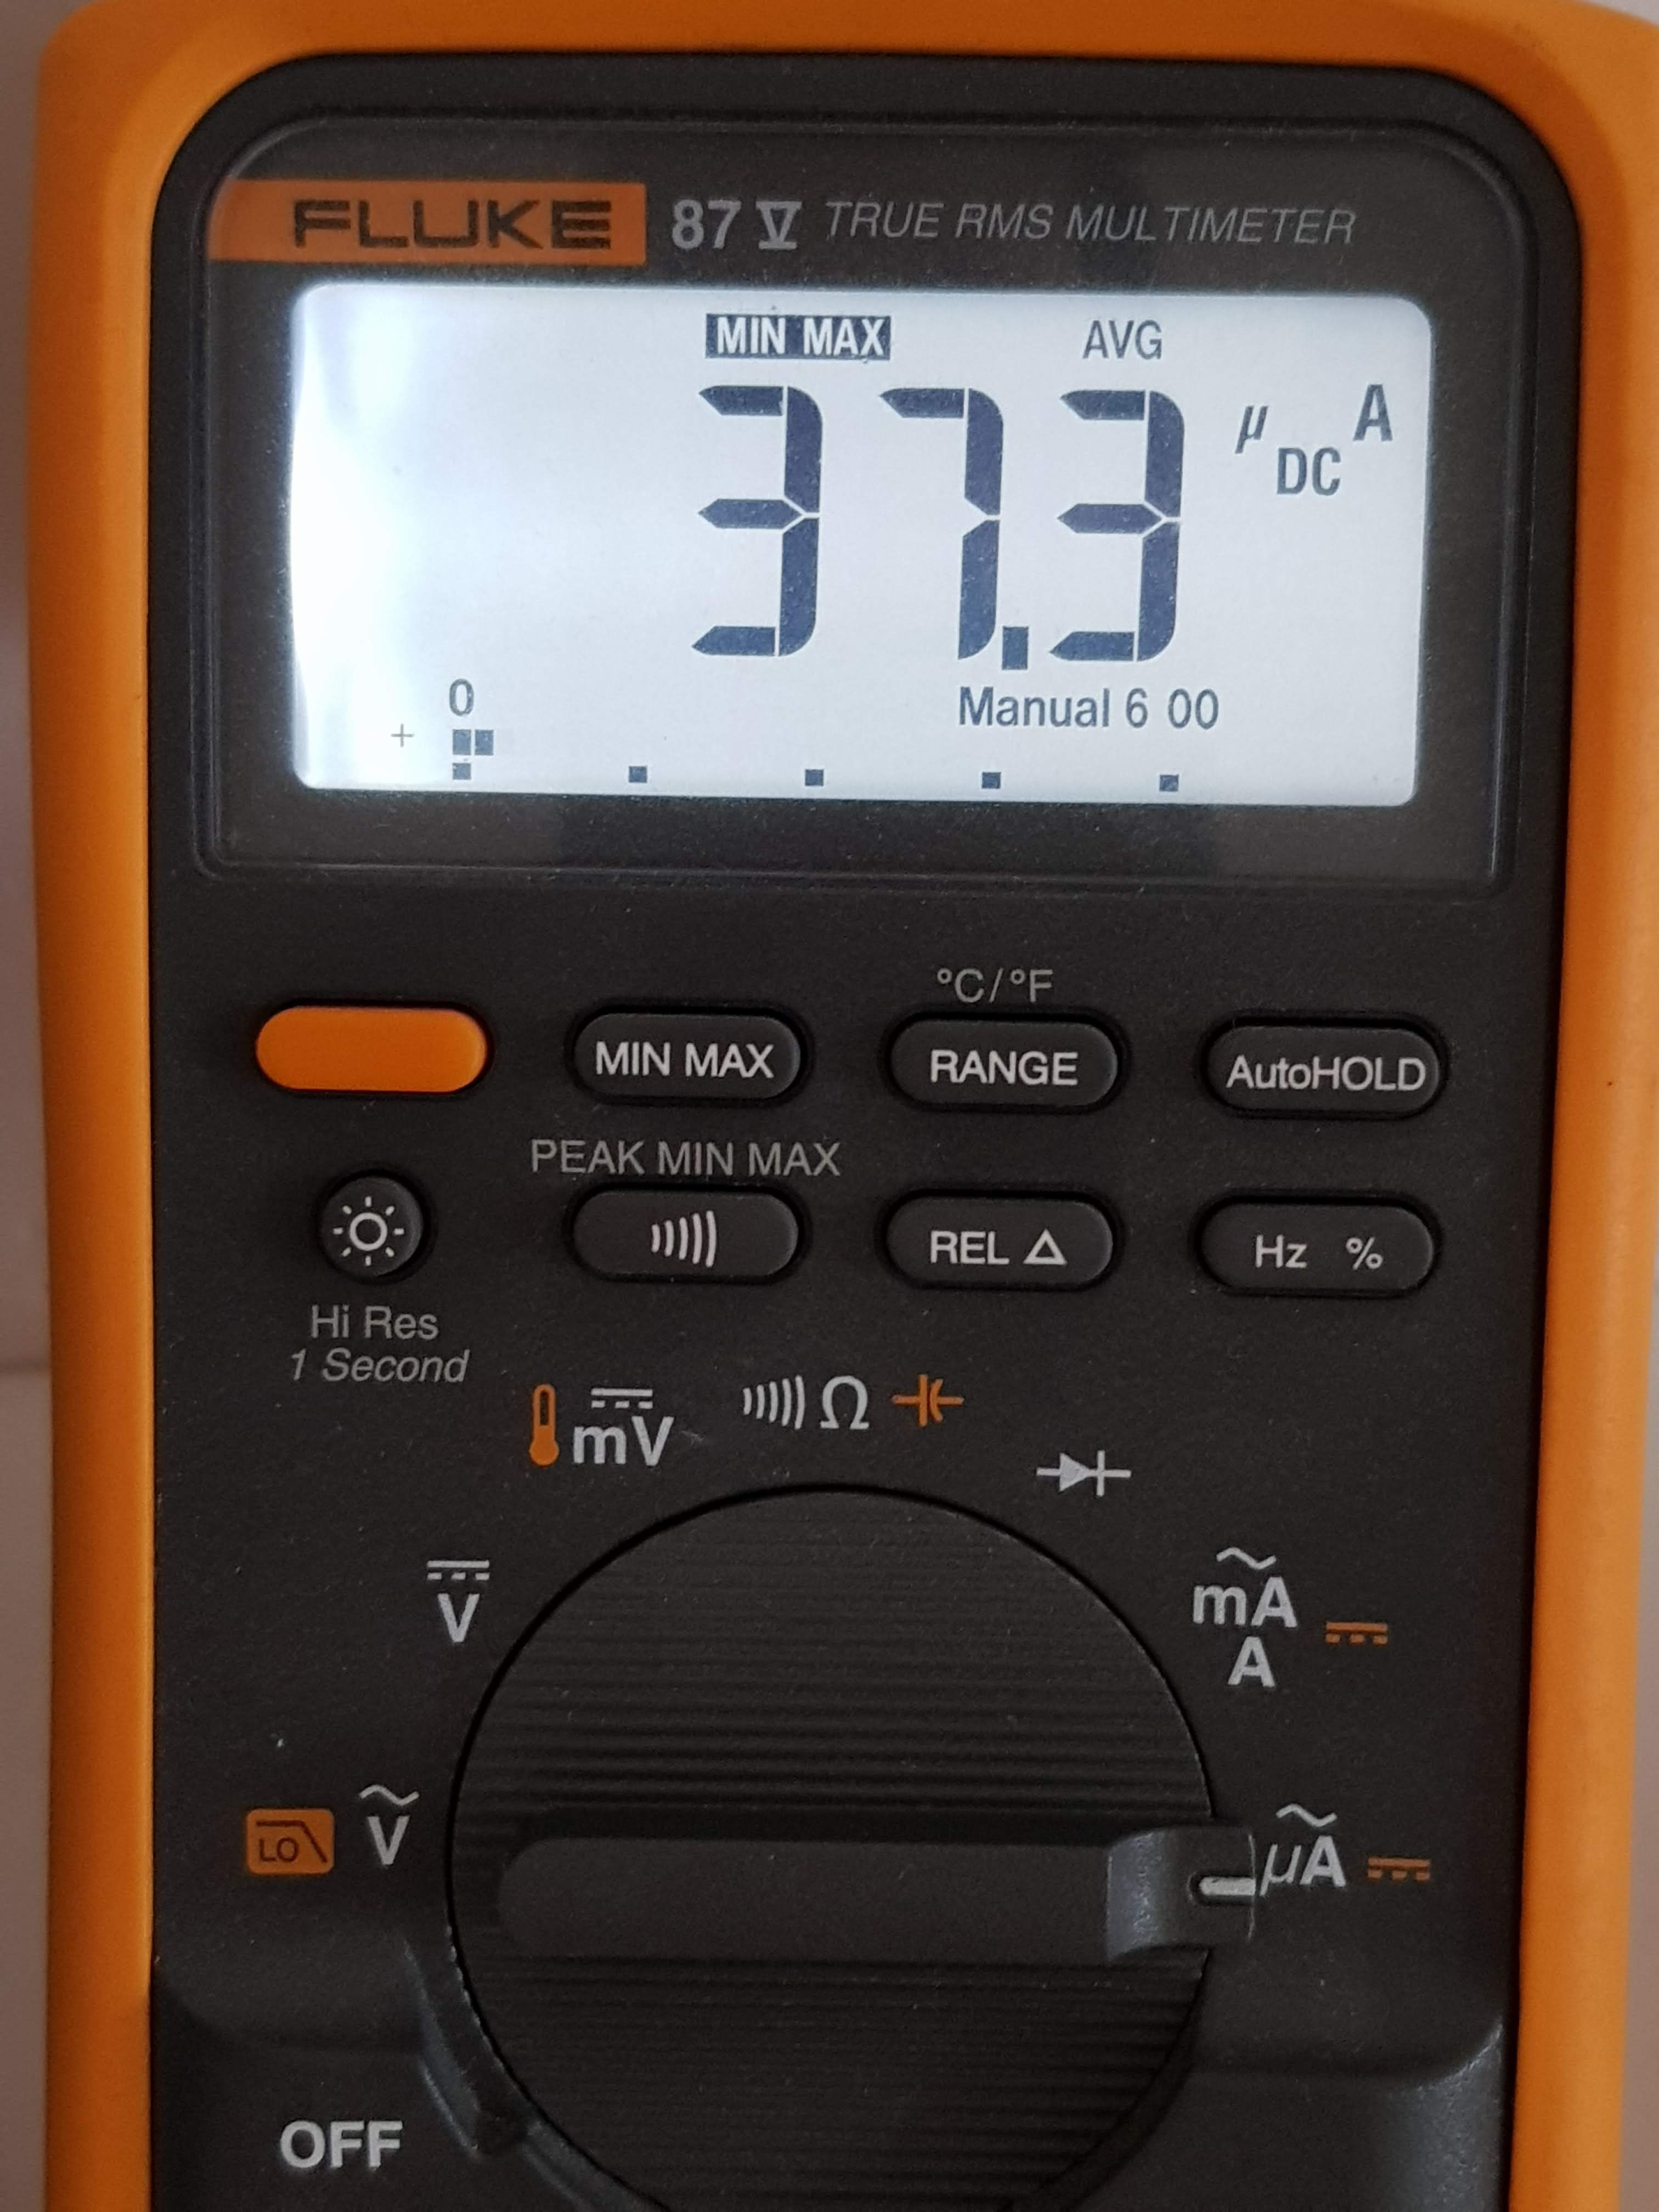 FLUKE 87 V TRUE RMS MULTIMETER
MIN MAX AVG
37.3 µ DC A
0 Manual 6 00
+
°C/°F
MIN MAX RANGE AutoHOLD
PEAK MIN MAX
REL △ Hz %
Hi Res
1 Second
mV Ω
V mA
A
LO V µA
OFF